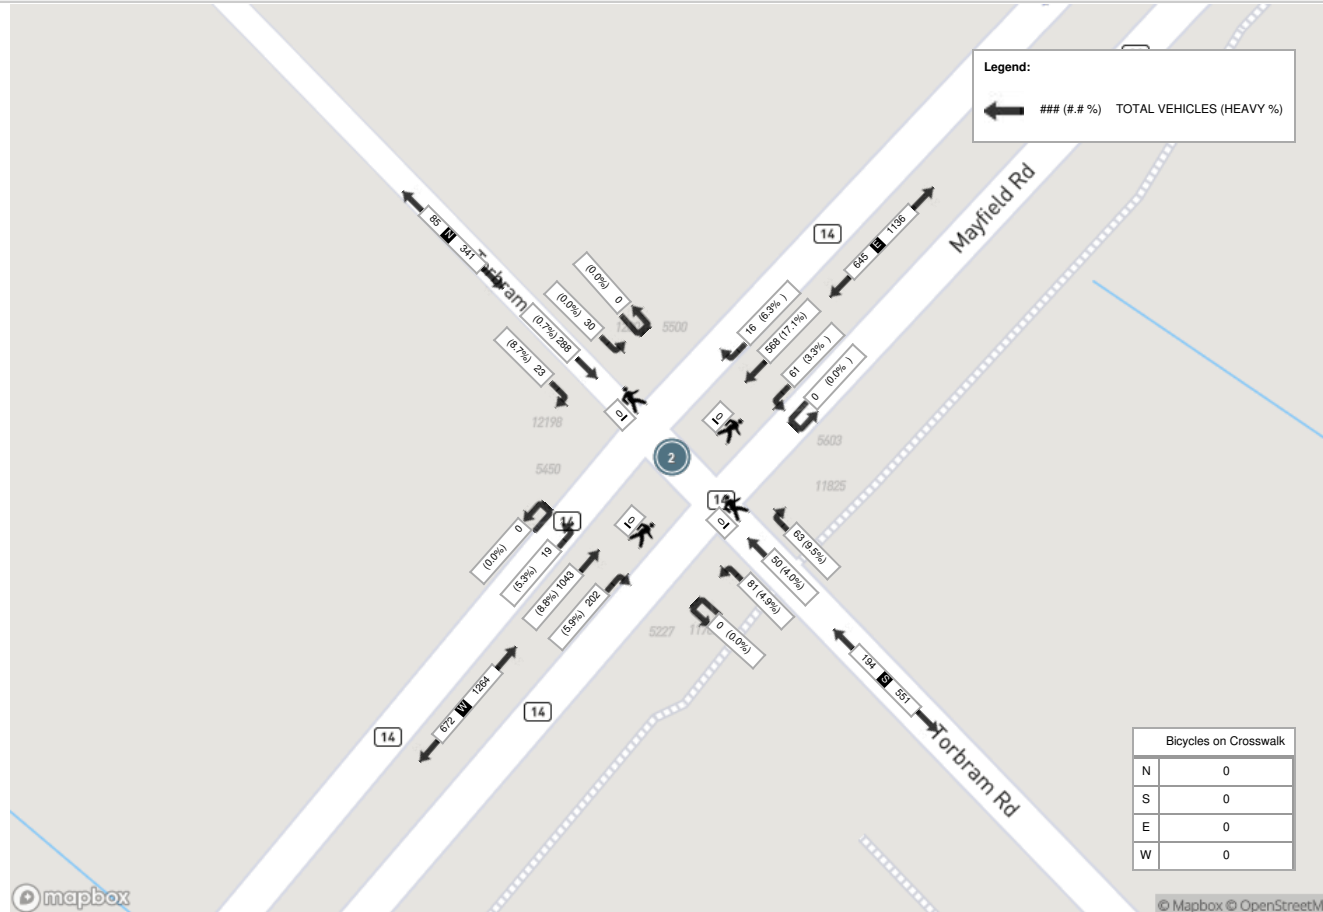 Legend:
### (#.# %) TOTAL VEHICLES (HEAVY %)
Mayfield Rd
14
85 N 341
645 E 1136
(0.0%) 0
(0.0%) 30
(0.7%) 288
(8.7%) 23
16 (6.3% )
568 (17.1%)
61 (3.3% )
0 (0.0% )
5500
12198
5450
5603
11825
0
0
2
14
0
0
14
(0.0%) 0
(5.3%) 19
(8.8%) 1043
(5.9%) 202
63 (9.5%)
50 (4.0%)
81 (4.9%)
0 (0.0%)
5227
672 W 1264
194 S 551
14
14
Torbram Rd
Bicycles on Crosswalk
N 0
S 0
E 0
W 0
mapbox
© Mapbox © OpenStreetM